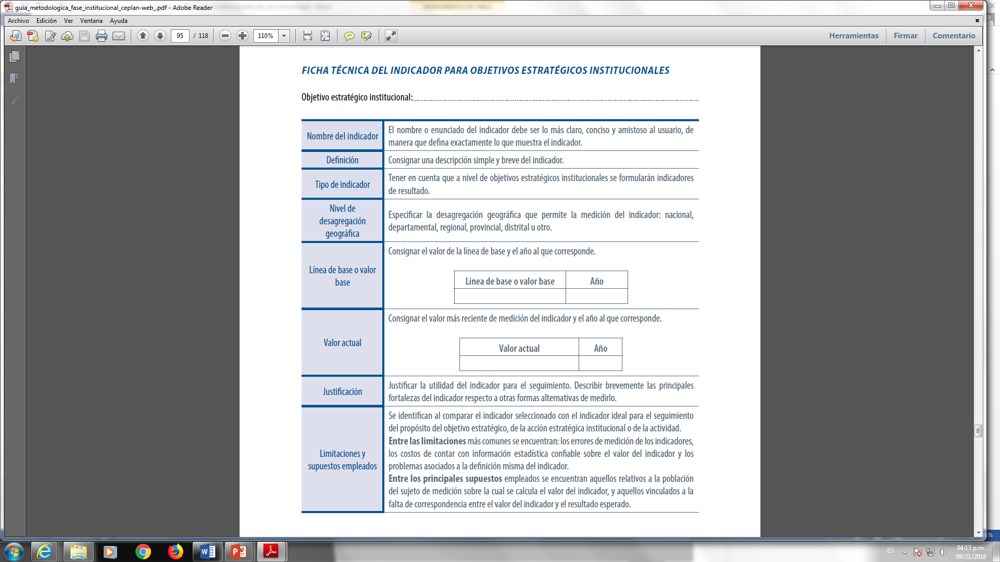 guia_metodologica_fase_institucional_ceplan-web_.pdf - Adobe Reader
Archivo Edición Ver Ventana Ayuda
95 / 118 110% Herramientas Firmar Comentario
FICHA TÉCNICA DEL INDICADOR PARA OBJETIVOS ESTRATÉGICOS INSTITUCIONALES
Objetivo estratégico institucional:
Nombre del indicador
El nombre o enunciado del indicador debe ser lo más claro, conciso y amistoso al usuario, de
manera que defina exactamente lo que muestra el indicador.
Definición
Consignar una descripción simple y breve del indicador.
Tipo de indicador
Tener en cuenta que a nivel de objetivos estratégicos institucionales se formularán indicadores
de resultado.
Nivel de
desagregación
geográfica
Especificar la desagregación geográfica que permite la medición del indicador: nacional,
departamental, regional, provincial, distrital u otro.
Línea de base o valor
base
Consignar el valor de la línea de base y el año al que corresponde.
Línea de base o valor base Año
Valor actual
Consignar el valor más reciente de medición del indicador y el año al que corresponde.
Valor actual Año
Justificación
Justificar la utilidad del indicador para el seguimiento. Describir brevemente las principales
fortalezas del indicador respecto a otras formas alternativas de medirlo.
Limitaciones y
supuestos empleados
Se identifican al comparar el indicador seleccionado con el indicador ideal para el seguimiento
del propósito del objetivo estratégico, de la acción estratégica institucional o de la actividad.
Entre las limitaciones más comunes se encuentran: los errores de medición de los indicadores,
los costos de contar con información estadística confiable sobre el valor del indicador y los
problemas asociados a la definición misma del indicador.
Entre los principales supuestos empleados se encuentran aquellos relativos a la población
del sujeto de medición sobre la cual se calcula el valor del indicador, y aquellos vinculados a la
falta de correspondencia entre el valor del indicador y el resultado esperado.
ES
04:13 p.m.
09/21/2018